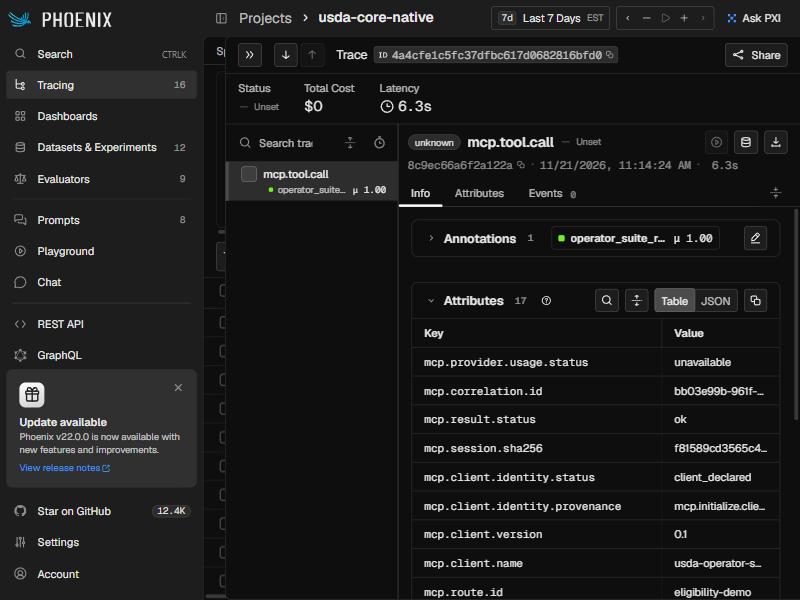 PHOENIX
Search CTRLK
Tracing 16
Dashboards
Datasets & Experiments 12
Evaluators 9
Prompts 8
Playground
Chat
REST API
GraphQL
Update available
Phoenix v22.0.0 is now available with
new features and improvements.
View release notes
Star on GitHub 12.4K
Settings
Account
Projects › usda-core-native
7d Last 7 Days EST
Ask PXI
Sp
Trace ID 4a4cfe1c5fc37dfbc617d0682816bfd0
Share
Status Total Cost Latency
— Unset $0 6.3s
Search tra
mcp.tool.call
operator_suite... μ 1.00
unknown mcp.tool.call — Unset
8c9ec66a6f2a122a · 11/21/2026, 11:14:24 AM · 6.3s
Info Attributes Events 0
Annotations 1 operator_suite_r... μ 1.00
Attributes 17 Table JSON
Key Value
mcp.provider.usage.status unavailable
mcp.correlation.id bb03e99b-961f-...
mcp.result.status ok
mcp.session.sha256 f81589cd3565c4...
mcp.client.identity.status client_declared
mcp.client.identity.provenance mcp.initialize.clie...
mcp.client.version 0.1
mcp.client.name usda-operator-s...
mcp.route.id eligibility-demo